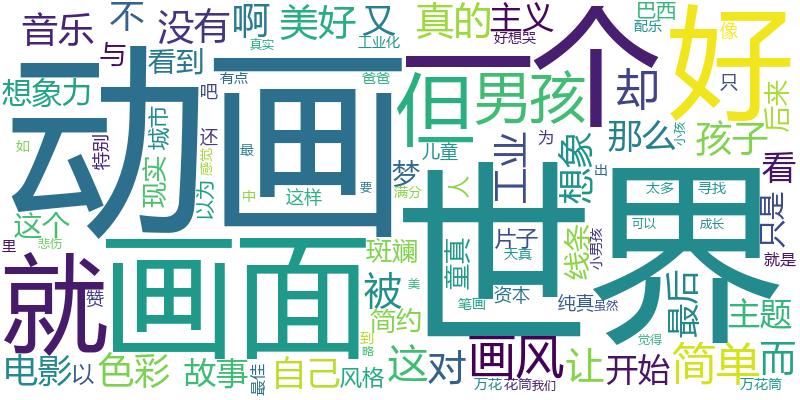 音乐 不 没有 啊 美好 又 真的 主义 巴西 好
与 看到 真实 工业化 好想哭 配乐 像
想象力 吧 有点 爸爸 但 男孩 一个 却 只 后来
动画 特别 现实 城市 还 最 儿童 工业 为 想象 那么 小孩 孩子 看
如 感觉 以为 中 这样 要 满分 梦 人 世界 庄 太多 寻找 只是
这个 里 悲伤 画面 斑斓 童真 片子 天真 线条 小男孩 可以 成长 就是
就 赞 被 美 笔画 资本 纯真 虽然 最后 主题
简约 到 略 画风 觉得
电影 以 色彩 故事 最佳 自己 风格 这 对 万花 花筒 我们 让 开始 简单 而 万花筒